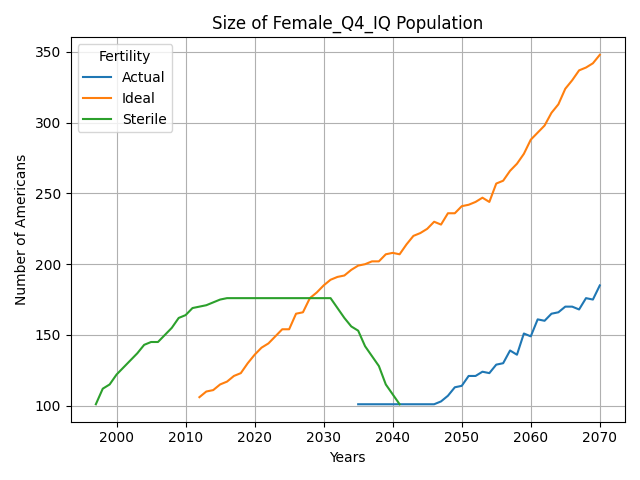 Size of Female_Q4_IQ Population
Fertility
Actual
Ideal
Sterile
Number of Americans
350
300
250
200
150
100
2000 2010 2020 2030 2040 2050 2060 2070
Years